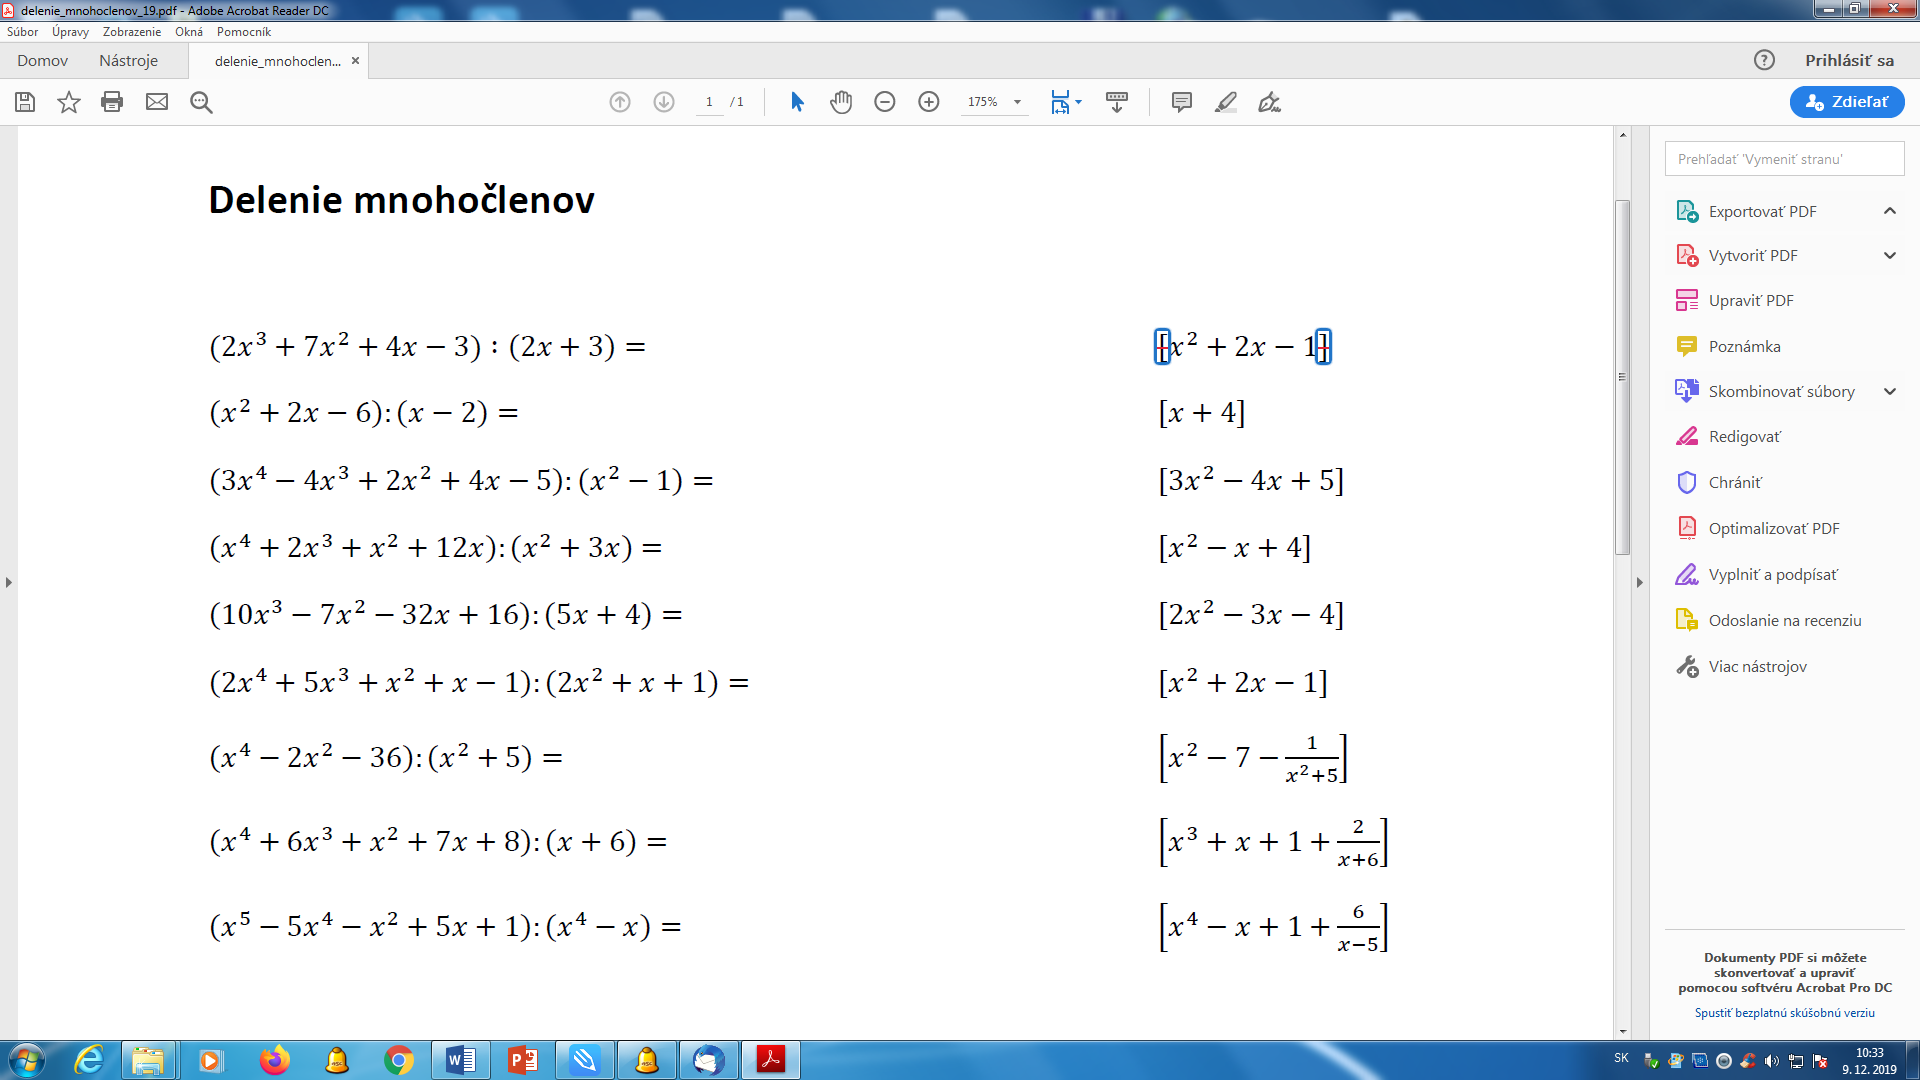 delenie_mnohoclenov_19.pdf - Adobe Acrobat Reader DC
Súbor Úpravy Zobrazenie Okná Pomocník
Domov Nástroje delenie_mnohoclen... × Prihlásiť sa
1 / 1 175% Zdieľať
Delenie mnohočlenov
(2x³ + 7x² + 4x − 3) : (2x + 3) = [x² + 2x − 1]
(x² + 2x − 6): (x − 2) = [x + 4]
(3x⁴ − 4x³ + 2x² + 4x − 5): (x² − 1) = [3x² − 4x + 5]
(x⁴ + 2x³ + x² + 12x): (x² + 3x) = [x² − x + 4]
(10x³ − 7x² − 32x + 16): (5x + 4) = [2x² − 3x − 4]
(2x⁴ + 5x³ + x² + x − 1): (2x² + x + 1) = [x² + 2x − 1]
(x⁴ − 2x² − 36): (x² + 5) = [x² − 7 − 1/(x²+5)]
(x⁴ + 6x³ + x² + 7x + 8): (x + 6) = [x³ + x + 1 + 2/(x+6)]
(x⁵ − 5x⁴ − x² + 5x + 1): (x⁴ − x) = [x⁴ − x + 1 + 6/(x−5)]
Prehľadať 'Vymeniť stranu'
Exportovať PDF
Vytvoriť PDF
Upraviť PDF
Poznámka
Skombinovať súbory
Redigovať
Chrániť
Optimalizovať PDF
Vyplniť a podpísať
Odoslanie na recenziu
Viac nástrojov
Dokumenty PDF si môžete
skonvertovať a upraviť
pomocou softvéru Acrobat Pro DC
Spustiť bezplatnú skúšobnú verziu
SK 10:33
9. 12. 2019